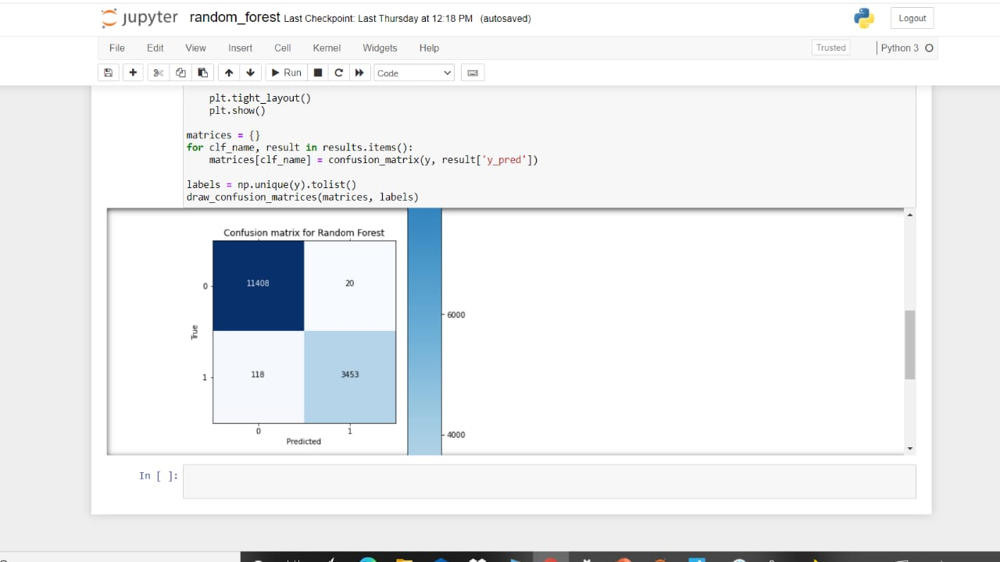 jupyter random_forest Last Checkpoint: Last Thursday at 12:18 PM (autosaved)
Logout
File Edit View Insert Cell Kernel Widgets Help
Trusted Python 3
Run Code
plt.tight_layout()
plt.show()
matrices = {}
for clf_name, result in results.items():
matrices[clf_name] = confusion_matrix(y, result['y_pred'])
labels = np.unique(y).tolist()
draw_confusion_matrices(matrices, labels)
Confusion matrix for Random Forest
11408 20
0
6000
True
118 3453
1
0 1
4000
Predicted
In [ ]: